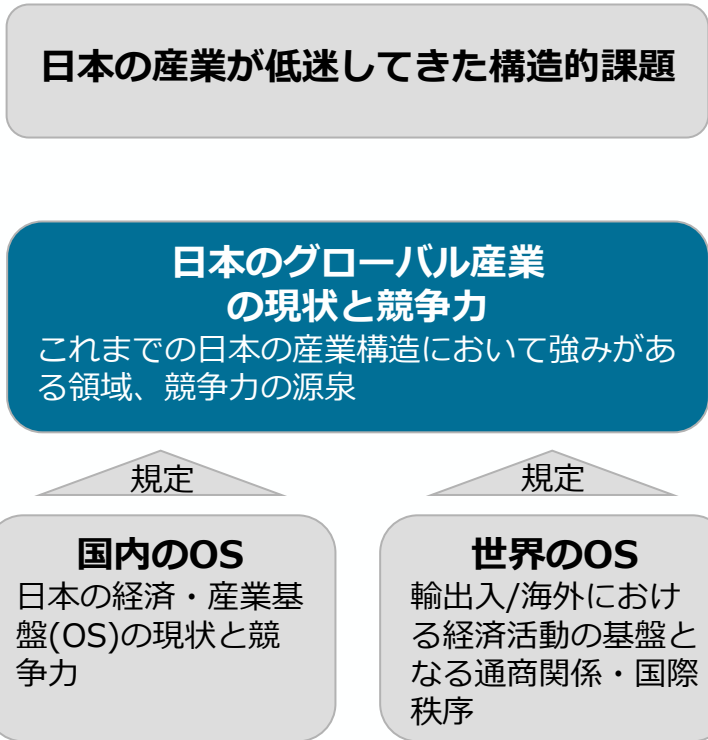 日本の産業が低迷してきた構造的課題
日本のグローバル産業
の現状と競争力
これまでの日本の産業構造において強みがあ
る領域、競争力の源泉
規定
規定
国内のOS
日本の経済・産業基
盤(OS)の現状と競
争力
世界のOS
輸出入/海外におけ
る経済活動の基盤と
なる通商関係・国際
秩序